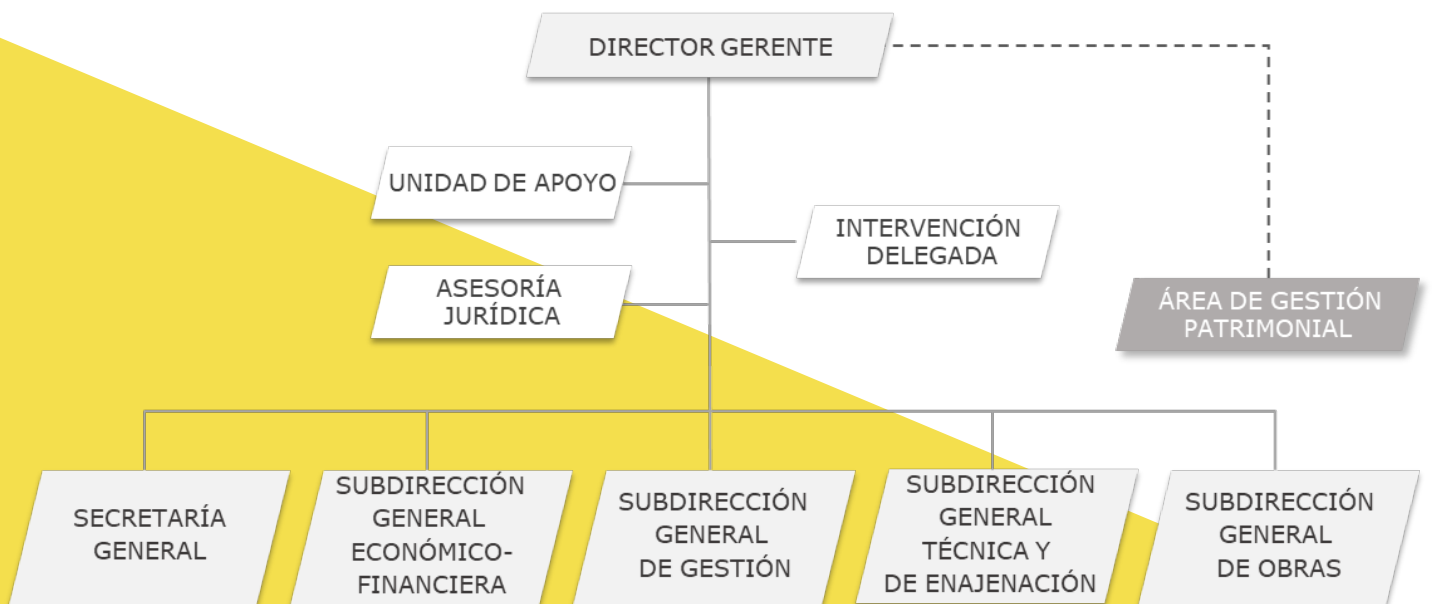 DIRECTOR GERENTE
UNIDAD DE APOYO
INTERVENCIÓN
DELEGADA
ASESORÍA
JURÍDICA
ÁREA DE GESTIÓN
PATRIMONIAL
SECRETARÍA
GENERAL
SUBDIRECCIÓN
GENERAL
ECONÓMICO-
FINANCIERA
SUBDIRECCIÓN
GENERAL
DE GESTIÓN
SUBDIRECCIÓN
GENERAL
TÉCNICA Y
DE ENAJENACIÓN
SUBDIRECCIÓN
GENERAL
DE OBRAS